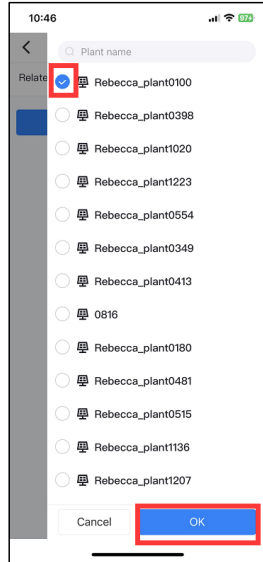 10:46
97
Plant name
Relate
Rebecca_plant0100
Rebecca_plant0398
Rebecca_plant1020
Rebecca_plant1223
Rebecca_plant0554
Rebecca_plant0349
Rebecca_plant0413
0816
Rebecca_plant0180
Rebecca_plant0481
Rebecca_plant0515
Rebecca_plant1136
Rebecca_plant1207
Cancel
OK